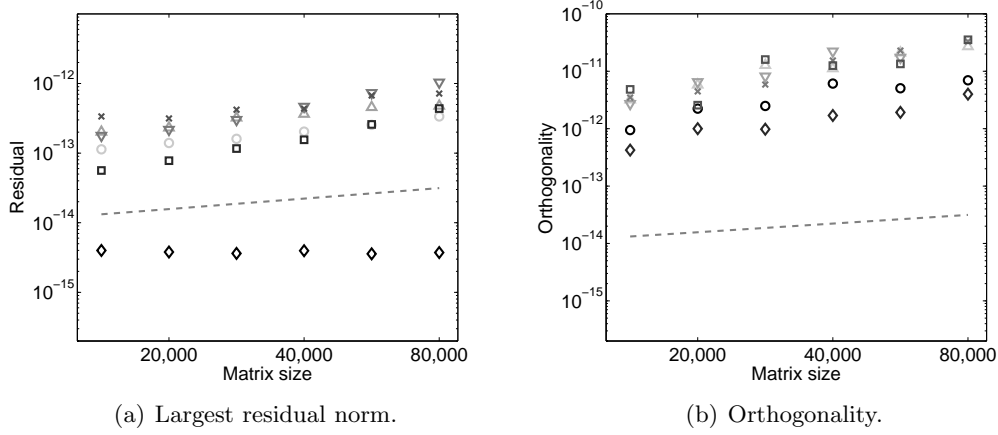 10⁻¹²
10⁻¹³
10⁻¹⁴
10⁻¹⁵
Residual
20,000 40,000 80,000
Matrix size
(a) Largest residual norm.
10⁻¹⁰
10⁻¹¹
10⁻¹²
10⁻¹³
10⁻¹⁴
10⁻¹⁵
Orthogonality
20,000 40,000 80,000
Matrix size
(b) Orthogonality.